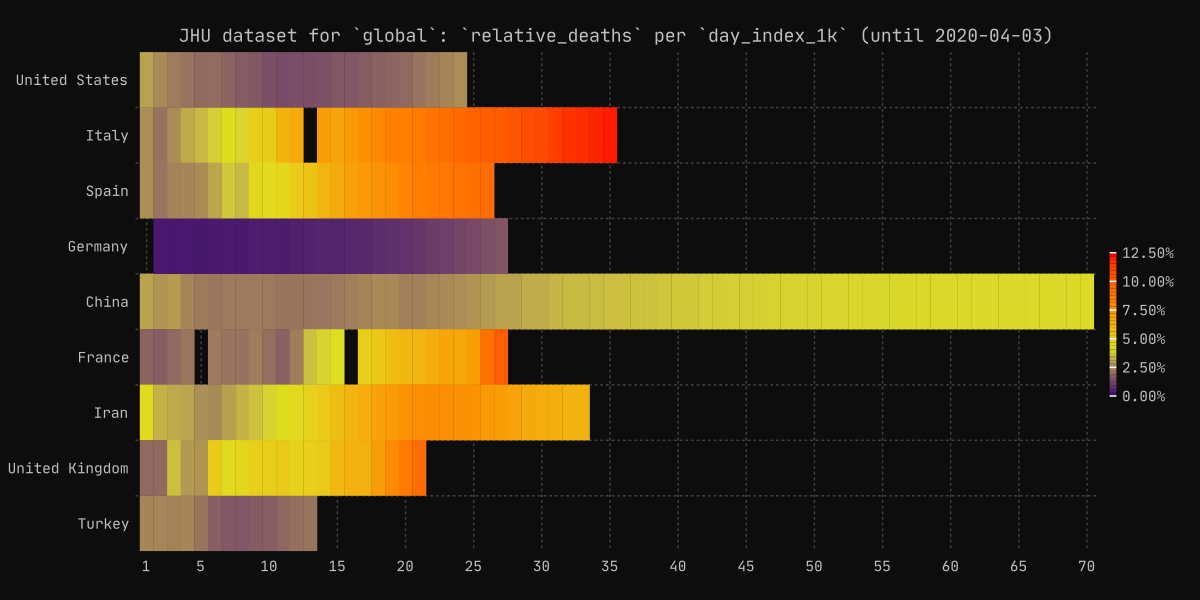 JHU dataset for `global`: `relative_deaths` per `day_index_1k` (until 2020-04-03)
United States
Italy
Spain
Germany
China
France
Iran
United Kingdom
Turkey
1 5 10 15 20 25 30 35 40 45 50 55 60 65 70
12.50%
10.00%
7.50%
5.00%
2.50%
0.00%